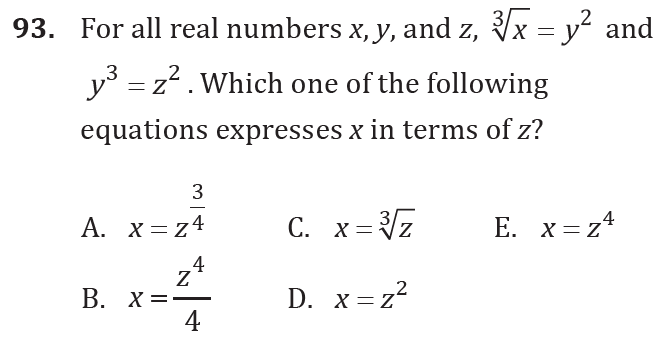 93. For all real numbers x, y, and z, ∛x = y² and
y³ = z². Which one of the following
equations expresses x in terms of z?
A. x = z^(3/4) C. x = ∛z E. x = z⁴
B. x = z⁴/4 D. x = z²